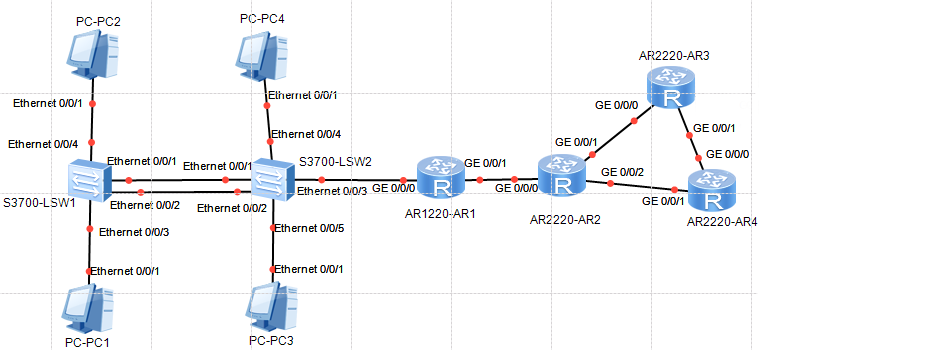 PC-PC2
PC-PC4
AR2220-AR3
Ethernet 0/0/1
Ethernet 0/0/1
GE 0/0/0
GE 0/0/1
Ethernet 0/0/4
Ethernet 0/0/4
GE 0/0/1
GE 0/0/0
Ethernet 0/0/1
Ethernet 0/0/1
S3700-LSW2
GE 0/0/1
GE 0/0/2
Ethernet 0/0/3
GE 0/0/0
GE 0/0/0
GE 0/0/1
S3700-LSW1
Ethernet 0/0/2
Ethernet 0/0/2
AR1220-AR1
AR2220-AR2
AR2220-AR4
Ethernet 0/0/3
Ethernet 0/0/5
Ethernet 0/0/1
Ethernet 0/0/1
PC-PC1
PC-PC3
R
R
R
R